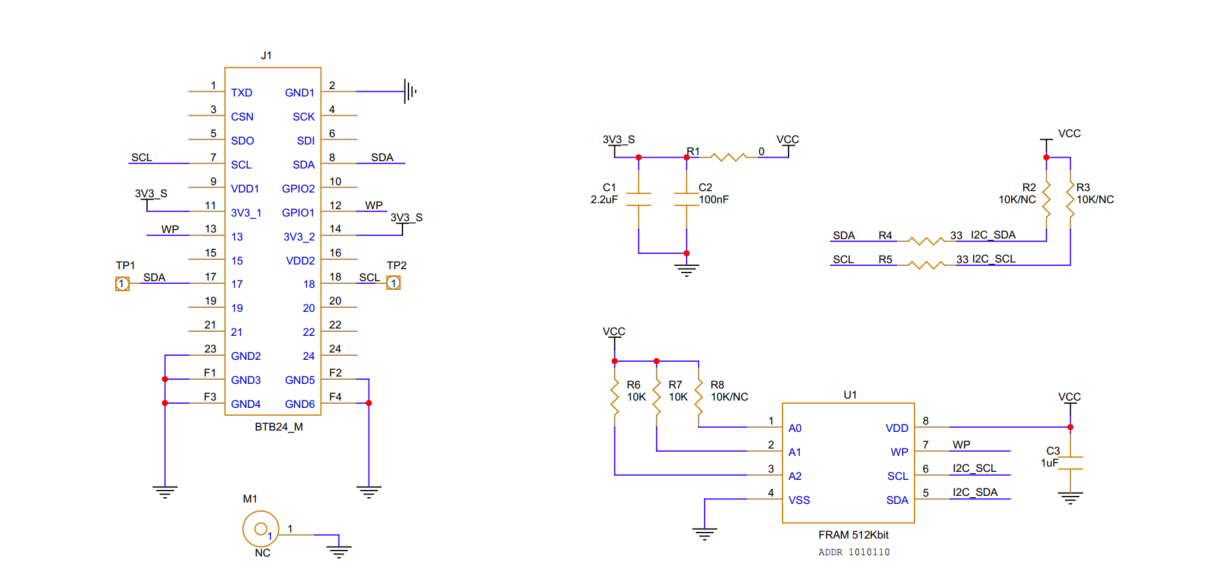 J1
1 TXD GND1 2
3 CSN SCK 4
5 SDO SDI 6
SCL 7 SCL SDA 8 SDA
9 VDD1 GPIO2 10
3V3_S 11 3V3_1 GPIO1 12 WP
WP 13 13 3V3_2 14 3V3_S
15 15 VDD2 16
TP1 1 SDA 17 17 18 18 SCL 1 TP2
19 19 20 20
21 21 22 22
23 GND2 24 24
F1 GND3 GND5 F2
F3 GND4 GND6 F4
BTB24_M
M1
1 1
NC
3V3_S R1 0 VCC
C1 C2
2.2uF 100nF
VCC
R2 R3
10K/NC 10K/NC
SDA R4 33 I2C_SDA
SCL R5 33 I2C_SCL
VCC
R6 R7 R8
10K 10K 10K/NC
U1
1 A0 VDD 8
2 A1 WP 7 WP
3 A2 SCL 6 I2C_SCL
4 VSS SDA 5 I2C_SDA
FRAM 512Kbit
ADDR 1010110
VCC
C3
1uF